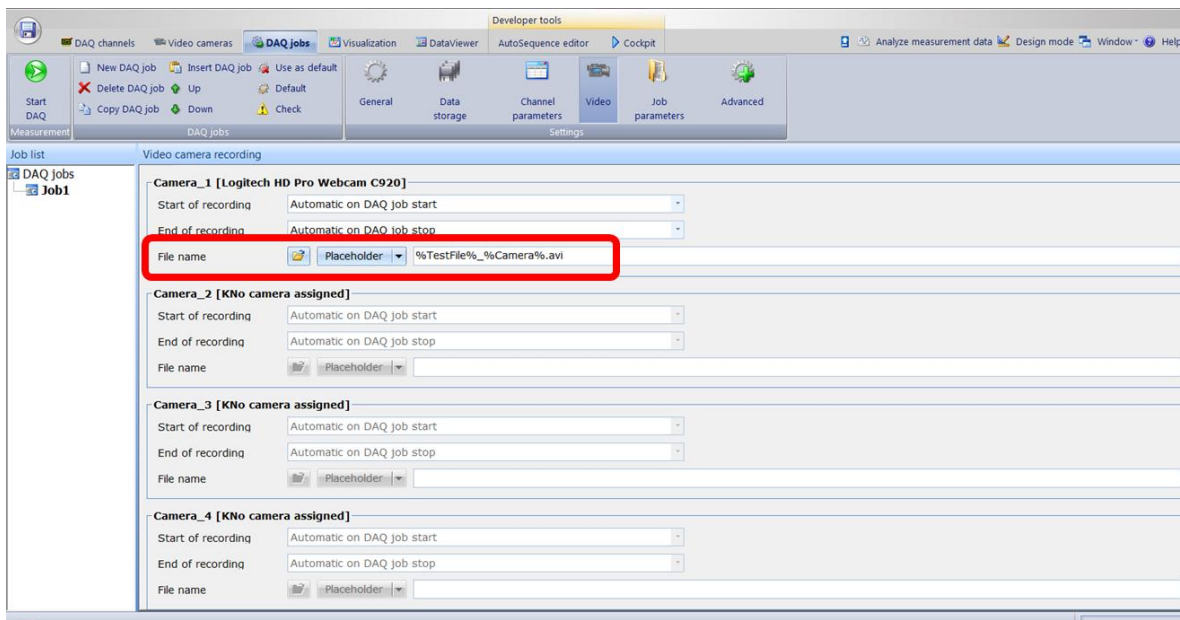 Developer tools
DAQ channels Video cameras DAQ jobs Visualization DataViewer AutoSequence editor Cockpit Analyze measurement data Design mode Window Help
New DAQ job Insert DAQ job Use as default
Delete DAQ job Up Default
Copy DAQ job Down Check
Start DAQ General Data storage Channel parameters Video Job parameters Advanced
Measurement DAQ jobs Settings
Job list Video camera recording
DAQ jobs
Job1
Camera_1 [Logitech HD Pro Webcam C920]
Start of recording Automatic on DAQ job start
End of recording Automatic on DAQ job stop
File name Placeholder %TestFile%_%Camera%.avi
Camera_2 [KNo camera assigned]
Start of recording Automatic on DAQ job start
End of recording Automatic on DAQ job stop
File name Placeholder
Camera_3 [KNo camera assigned]
Start of recording Automatic on DAQ job start
End of recording Automatic on DAQ job stop
File name Placeholder
Camera_4 [KNo camera assigned]
Start of recording Automatic on DAQ job start
End of recording Automatic on DAQ job stop
File name Placeholder